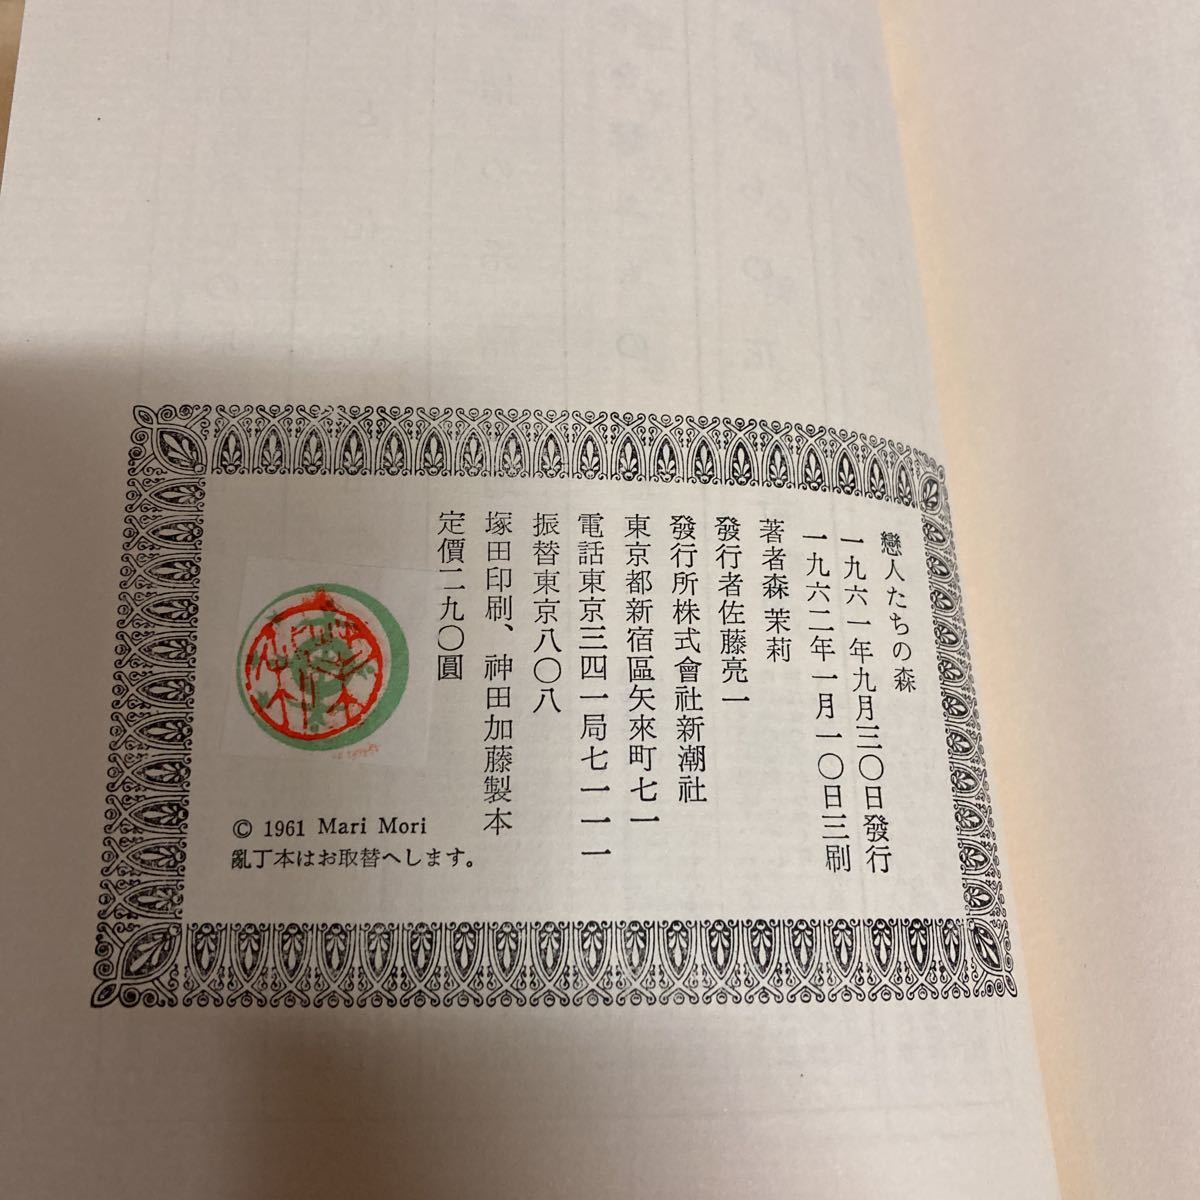 戀人たちの森
一九六一年九月三〇日發行
一九六二年一月一〇日三刷
著者森 茉莉
發行者佐藤亮一
發行所株式會社新潮社
東京都新宿區矢來町七一
電話東京三四一局七一一一
振替東京八〇八
塚田印刷、神田加藤製本
定價二九〇圓
© 1961 Mari Mori
亂丁本はお取替へします。